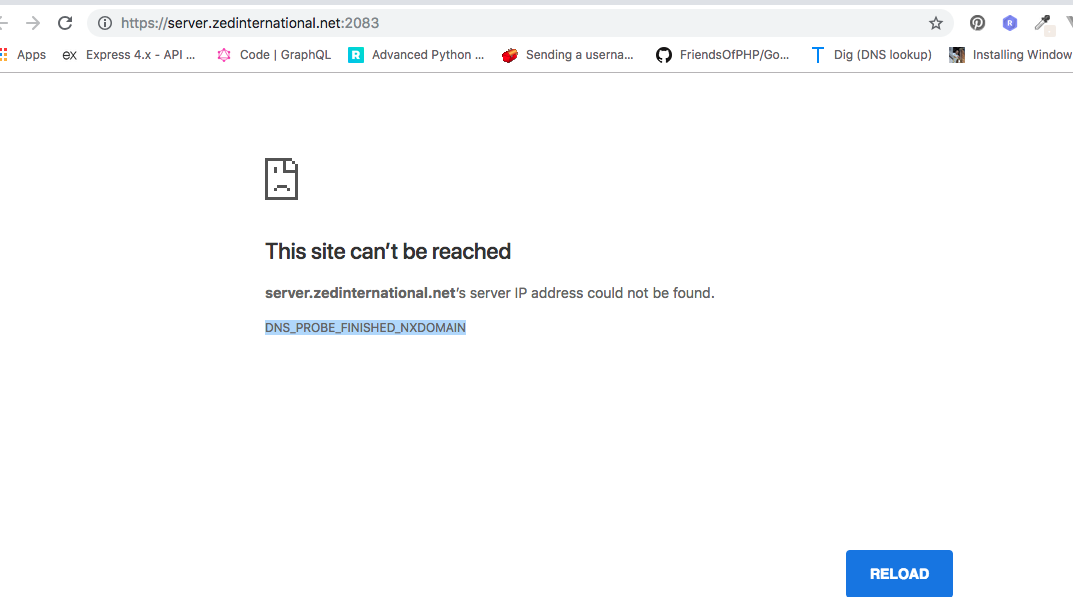 https://server.zedinternational.net:2083
Apps ex Express 4.x - API ... Code | GraphQL R Advanced Python ... Sending a userna... FriendsOfPHP/Go... T Dig (DNS lookup) Installing Window
This site can’t be reached
server.zedinternational.net’s server IP address could not be found.
DNS_PROBE_FINISHED_NXDOMAIN
RELOAD